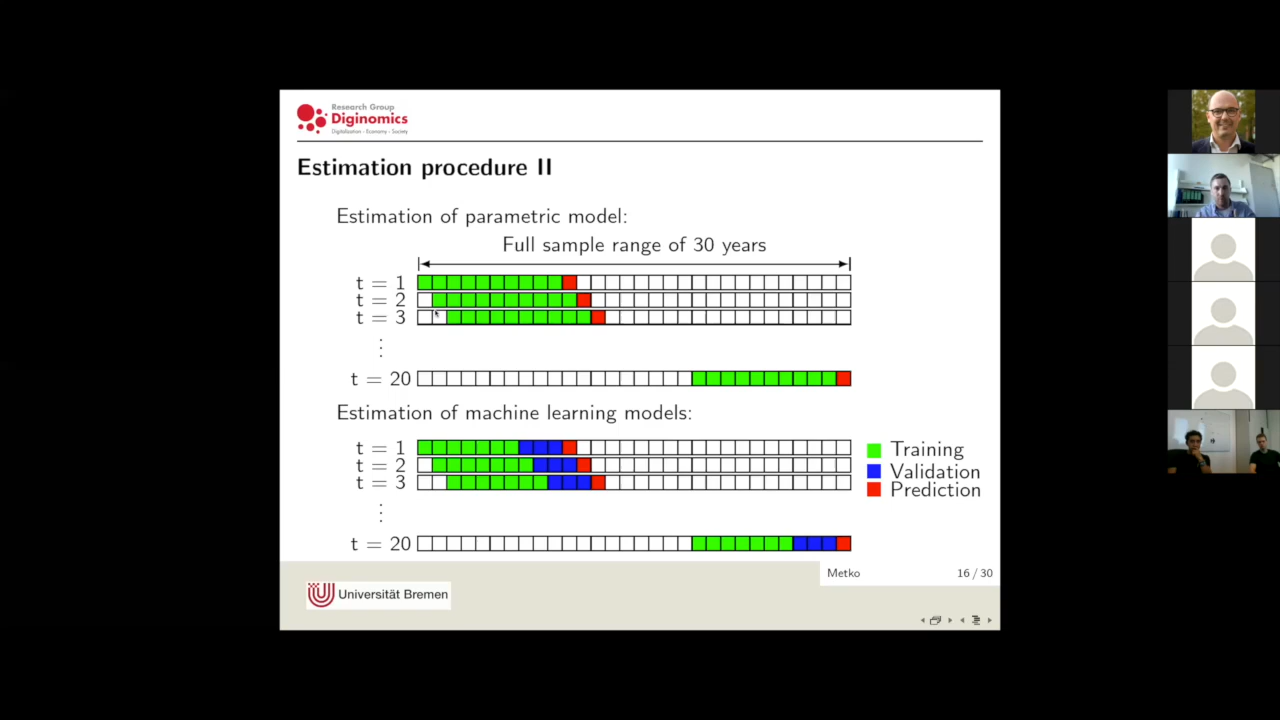 Research Group
Diginomics
Digitalization - Economy - Society
Estimation procedure II
Estimation of parametric model:
Full sample range of 30 years
t = 1
t = 2
t = 3
t = 20
Estimation of machine learning models:
t = 1
t = 2
t = 3
t = 20
Training
Validation
Prediction
Metko 16 / 30
Universität Bremen